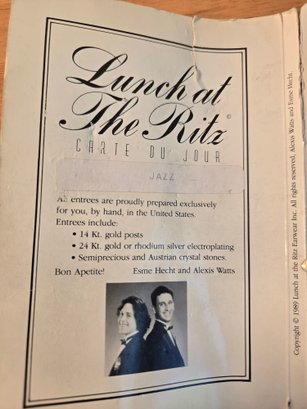 Lunch at
The Ritz©
CARTE DU JOUR
JAZZ
All entrees are proudly prepared exclusively
for you, by hand, in the United States.
Entrees include:
• 14 Kt. gold posts
• 24 Kt. gold or rhodium silver electroplating
• Semiprecious and Austrian crystal stones.
Bon Apetite! Esme Hecht and Alexis Watts
Copyright © 1989 Lunch at the Ritz Earwear Inc. All rights reserved, Alexis Watts and Esme Hecht.